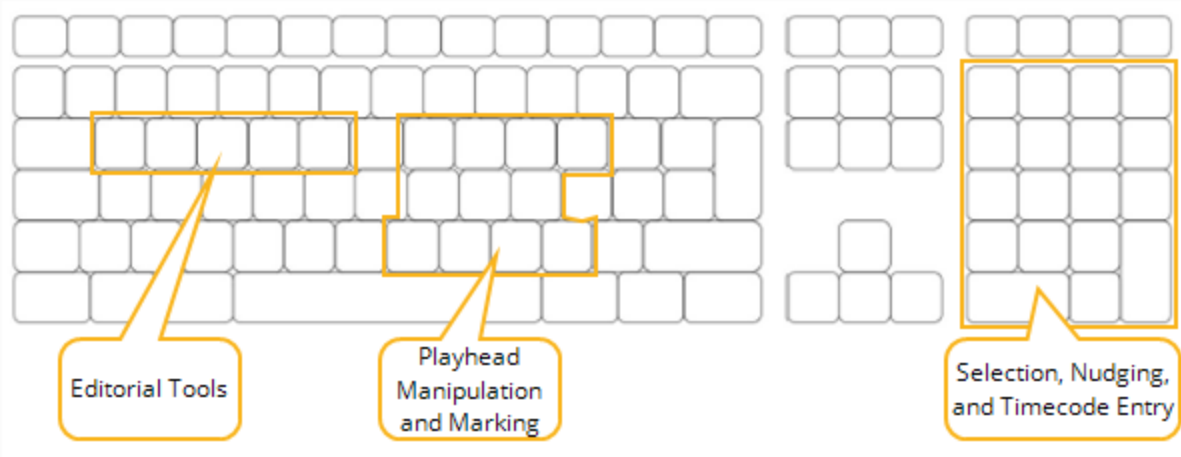 Editorial Tools
Playhead
Manipulation
and Marking
Selection, Nudging,
and Timecode Entry